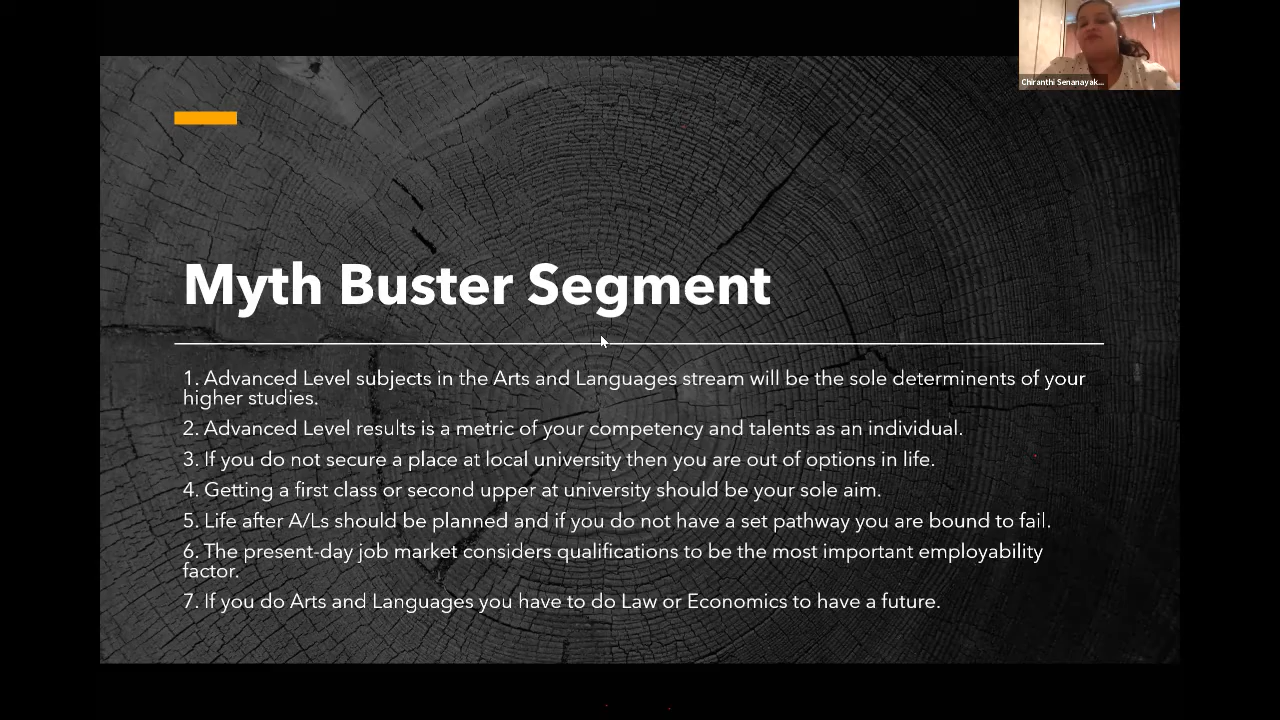 Chiranthi Senanayak...
Myth Buster Segment
1. Advanced Level subjects in the Arts and Languages stream will be the sole determinents of your
higher studies.
2. Advanced Level results is a metric of your competency and talents as an individual.
3. If you do not secure a place at local university then you are out of options in life.
4. Getting a first class or second upper at university should be your sole aim.
5. Life after A/Ls should be planned and if you do not have a set pathway you are bound to fail.
6. The present-day job market considers qualifications to be the most important employability
factor.
7. If you do Arts and Languages you have to do Law or Economics to have a future.